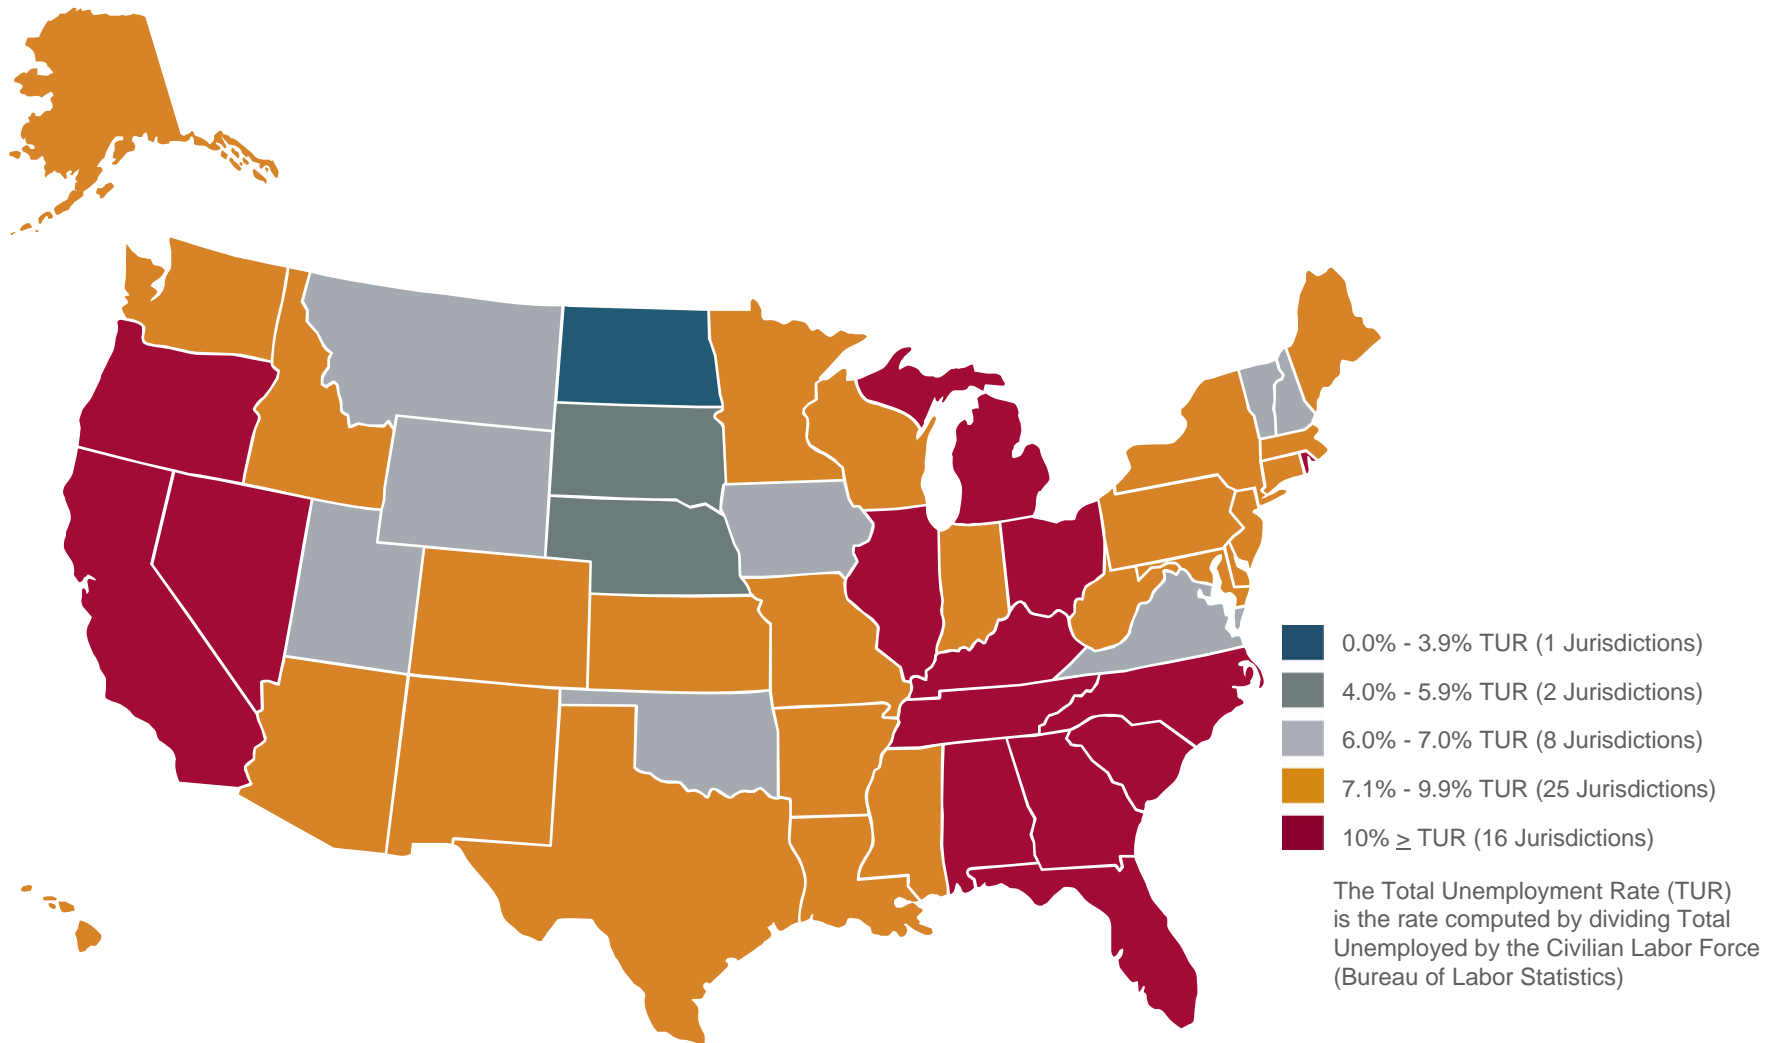 0.0% - 3.9% TUR (1 Jurisdictions)
4.0% - 5.9% TUR (2 Jurisdictions)
6.0% - 7.0% TUR (8 Jurisdictions)
7.1% - 9.9% TUR (25 Jurisdictions)
10% ≥ TUR (16 Jurisdictions)
The Total Unemployment Rate (TUR)
is the rate computed by dividing Total
Unemployed by the Civilian Labor Force
(Bureau of Labor Statistics)